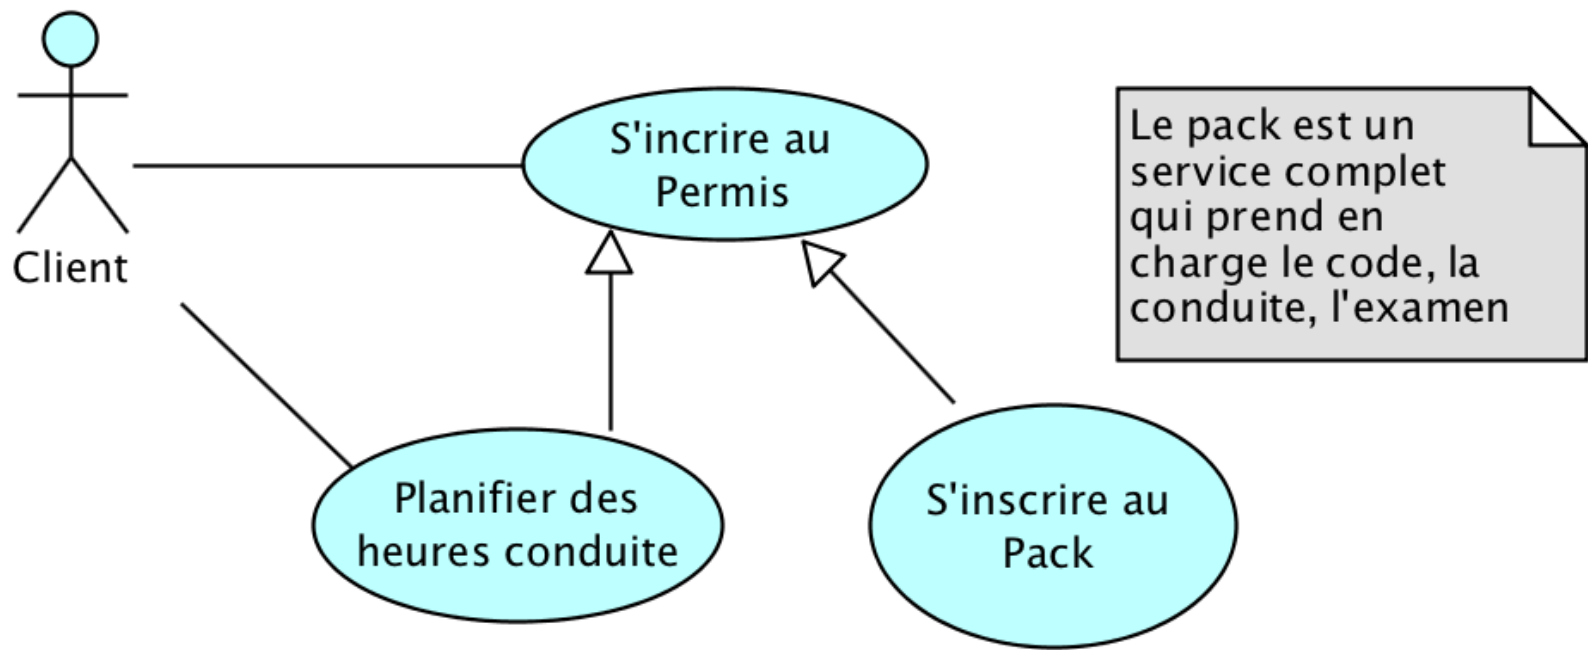 S'incrire au
Permis
Le pack est un
service complet
qui prend en
charge le code, la
conduite, l'examen
Client
Planifier des
heures conduite
S'inscrire au
Pack